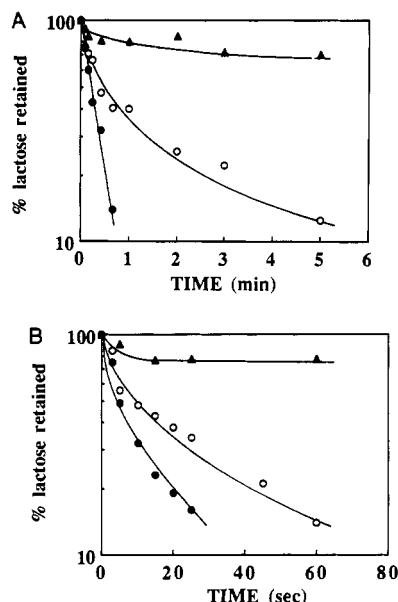 A
100
10
% lactose retained
0 1 2 3 4 5 6
TIME (min)
B
100
10
% lactose retained
0 20 40 60 80
TIME (sec)